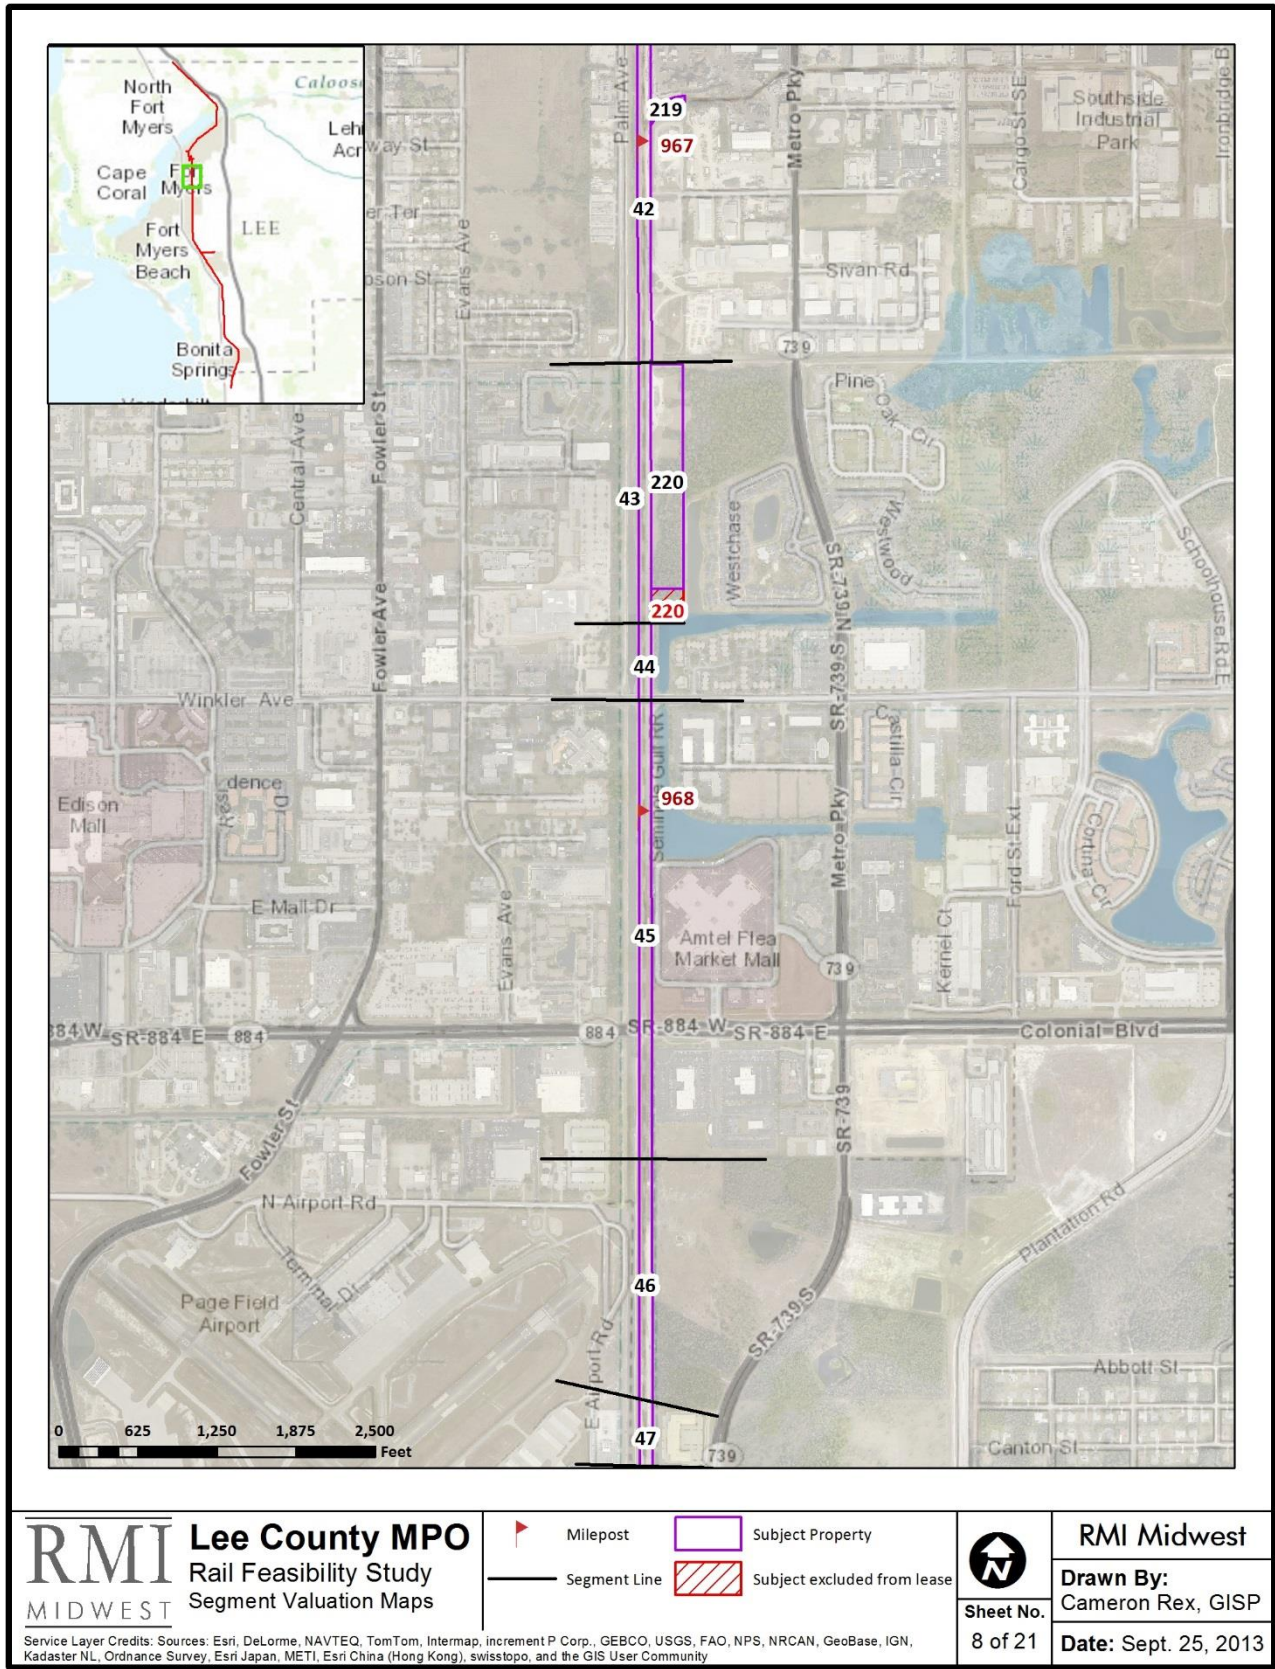 North
Fort
Myers
Caloos
Lehi
Acr
Cape
Coral
F
Myers
Fort
Myers
Beach
LEE
Bonita
Springs
Palm Ave
219
967
Metro Pky
Cargo St SE
Southside
Industrial
Park
Ironbridge B
way St
42
er Ter
Evans Ave
pson St
Sivan Rd
739
Pine Oak Cir
Central Ave
Fowler St
43
220
Westchase
Westwood
SR-739 N
SR-739 S
Schoolhouse Rd E
220
Fowler Ave
44
Winkler Ave
Seminole Gulf RR
SR-739 S
Castilla Cir
Edison
Mall
Residence Dr
968
Metro Pky
Ford St Ext
Cortina Cir
E Mall Dr
Evans Ave
45
Amtel Flea
Market Mall
739
Kernel Ct
884 W
SR-884 E
884
884
SR-884 W
SR-884 E
Colonial Blvd
Fowler St
SR-739
N Airport Rd
Terminal Dr
Plantation Rd
46
Page Field
Airport
SR-739 S
E Airport Rd
Abbott St
47
739
Canton St
0 625 1,250 1,875 2,500
Feet
RMI
MIDWEST
Lee County MPO
Rail Feasibility Study
Segment Valuation Maps
Milepost
Segment Line
Subject Property
Subject excluded from lease
N
Sheet No.
8 of 21
RMI Midwest
Drawn By:
Cameron Rex, GISP
Date: Sept. 25, 2013
Service Layer Credits: Sources: Esri, DeLorme, NAVTEQ, TomTom, Intermap, increment P Corp., GEBCO, USGS, FAO, NPS, NRCAN, GeoBase, IGN,
Kadaster NL, Ordnance Survey, Esri Japan, METI, Esri China (Hong Kong), swisstopo, and the GIS User Community